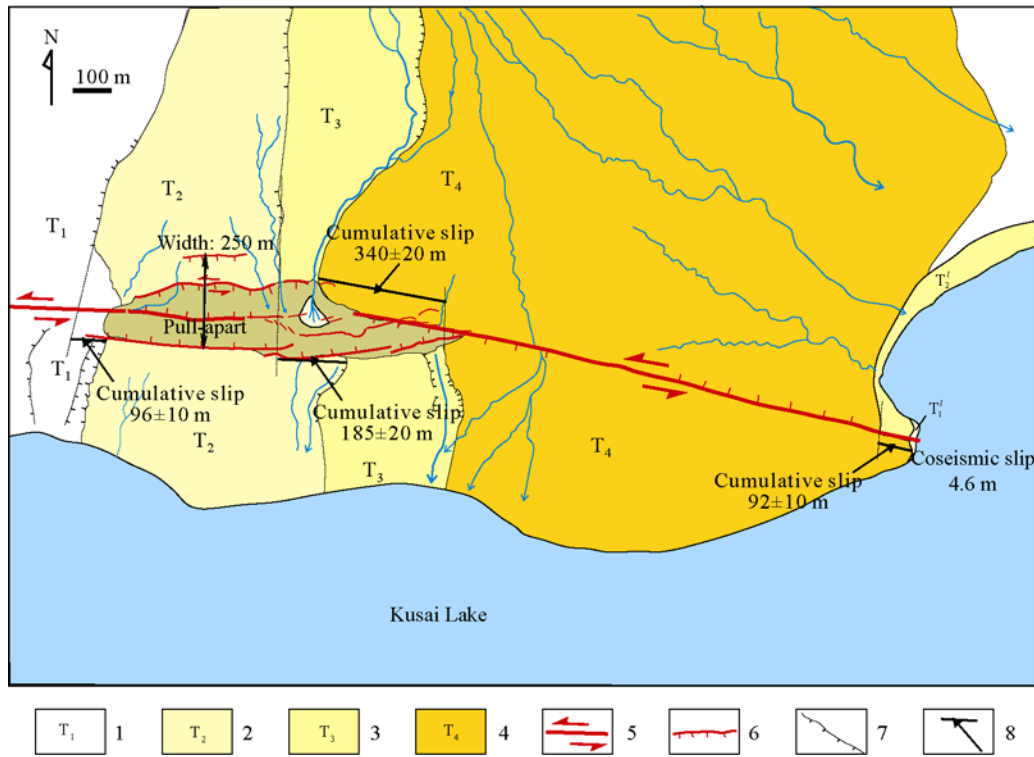 N
100 m
T₃
T₂
T₄
T₁
Width: 250 m
Cumulative slip
340±20 m
T₂ˡ
Pull-apart
T₁
Cumulative slip
96±10 m
Cumulative slip
185±20 m
T₁ˡ
T₂
T₃
T₄
Cumulative slip
92±10 m
Coseismic slip
4.6 m
Kusai Lake
T₁ 1
T₂ 2
T₃ 3
T₄ 4
5
6
7
8